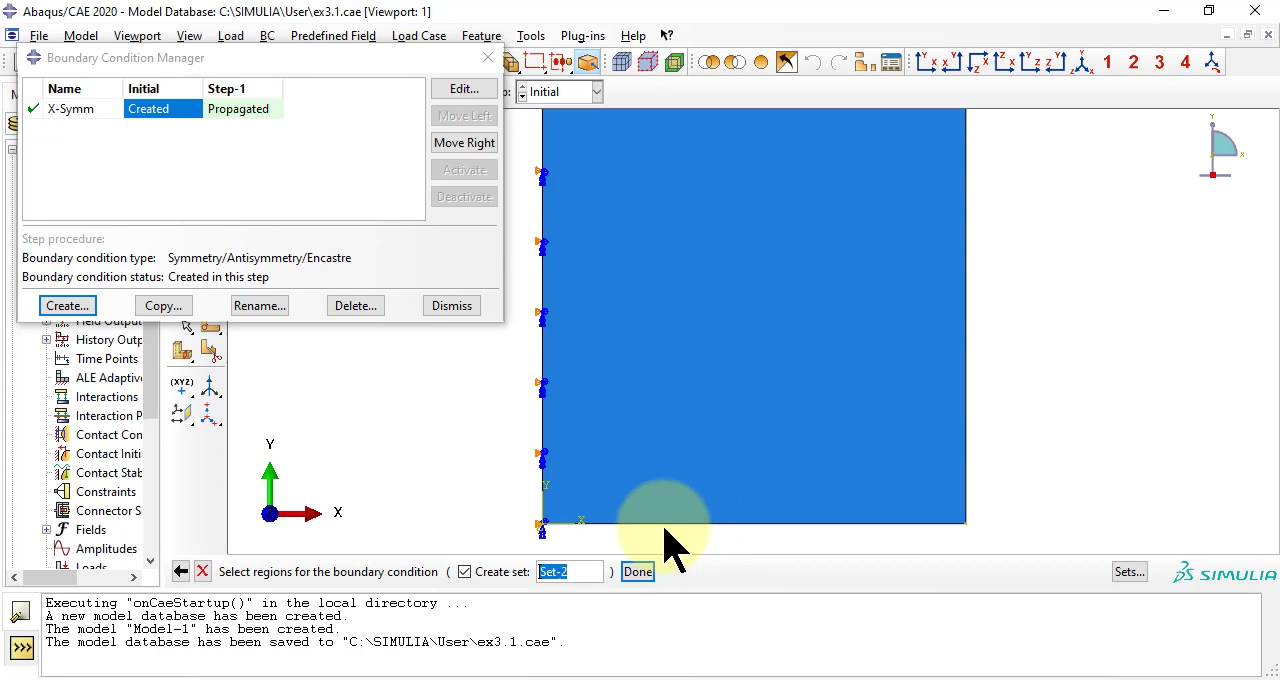 Abaqus/CAE 2020 - Model Database: C:\SIMULIA\User\ex3.1.cae [Viewport: 1]
File Model Viewport View Load BC Predefined Field Load Case Feature Tools Plug-ins Help
Boundary Condition Manager
1 2 3 4
Name Initial Step-1
X-Symm Created Propagated
Edit...
Move Left
Move Right
Activate
Deactivate
Initial
Step procedure:
Boundary condition type: Symmetry/Antisymmetry/Encastre
Boundary condition status: Created in this step
Create... Copy... Rename... Delete... Dismiss
History Outp
Time Points
ALE Adaptiv
Interactions
Interaction P
Contact Con
Contact Initi
Contact Stab
Constraints
Connector S
Fields
Amplitudes
(XYZ)
Y
X
Y
X
Y
X
Select regions for the boundary condition ( Create set: Set-2 ) Done
Sets...
SIMULIA
Executing "onCaeStartup()" in the local directory ...
A new model database has been created.
The model "Model-1" has been created.
The model database has been saved to "C:\SIMULIA\User\ex3.1.cae".